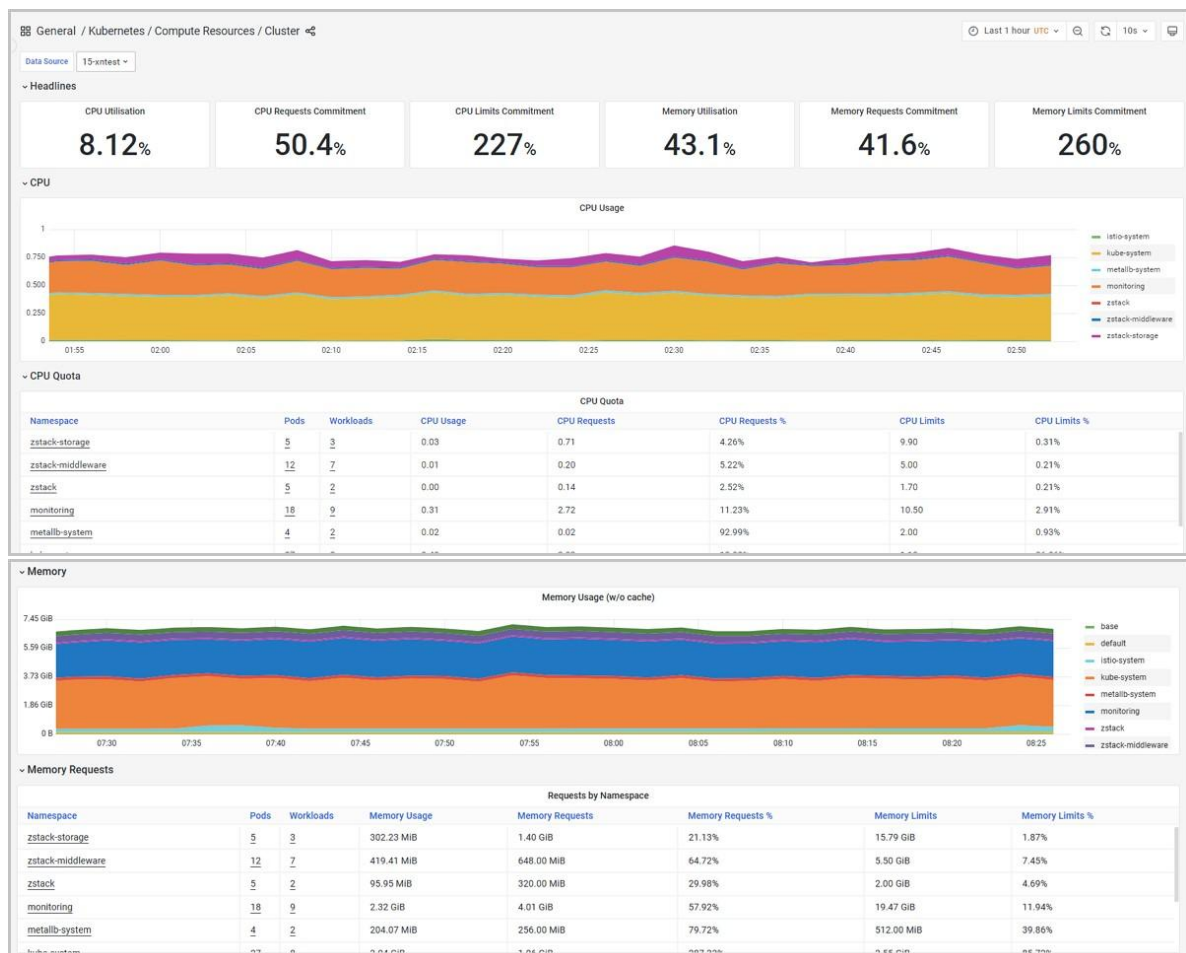 General / Kubernetes / Compute Resources / Cluster
Last 1 hour UTC
10s
Data Source 15-xntest
Headlines
CPU Utilisation CPU Requests Commitment CPU Limits Commitment Memory Utilisation Memory Requests Commitment Memory Limits Commitment
8.12% 50.4% 227% 43.1% 41.6% 260%
CPU
CPU Usage
1
0.750
0.500
0.250
0
01:55 02:00 02:05 02:10 02:15 02:20 02:25 02:30 02:35 02:40 02:45 02:50
istio-system
kube-system
metallb-system
monitoring
zstack
zstack-middleware
zstack-storage
CPU Quota
CPU Quota
Namespace Pods Workloads CPU Usage CPU Requests CPU Requests % CPU Limits CPU Limits %
zstack-storage 5 3 0.03 0.71 4.26% 9.90 0.31%
zstack-middleware 12 7 0.01 0.20 5.22% 5.00 0.21%
zstack 5 2 0.00 0.14 2.52% 1.70 0.21%
monitoring 18 9 0.31 2.72 11.23% 10.50 2.91%
metallb-system 4 2 0.02 0.02 92.99% 2.00 0.93%
Memory
Memory Usage (w/o cache)
7.45 GiB
5.59 GiB
3.73 GiB
1.86 GiB
0 B
07:30 07:35 07:40 07:45 07:50 07:55 08:00 08:05 08:10 08:15 08:20 08:25
base
default
istio-system
kube-system
metallb-system
monitoring
zstack
zstack-middleware
Memory Requests
Requests by Namespace
Namespace Pods Workloads Memory Usage Memory Requests Memory Requests % Memory Limits Memory Limits %
zstack-storage 5 3 302.23 MiB 1.40 GiB 21.13% 15.79 GiB 1.87%
zstack-middleware 12 7 419.41 MiB 648.00 MiB 64.72% 5.50 GiB 7.45%
zstack 5 2 95.95 MiB 320.00 MiB 29.98% 2.00 GiB 4.69%
monitoring 18 9 2.32 GiB 4.01 GiB 57.92% 19.47 GiB 11.94%
metallb-system 4 2 204.07 MiB 256.00 MiB 79.72% 512.00 MiB 39.86%